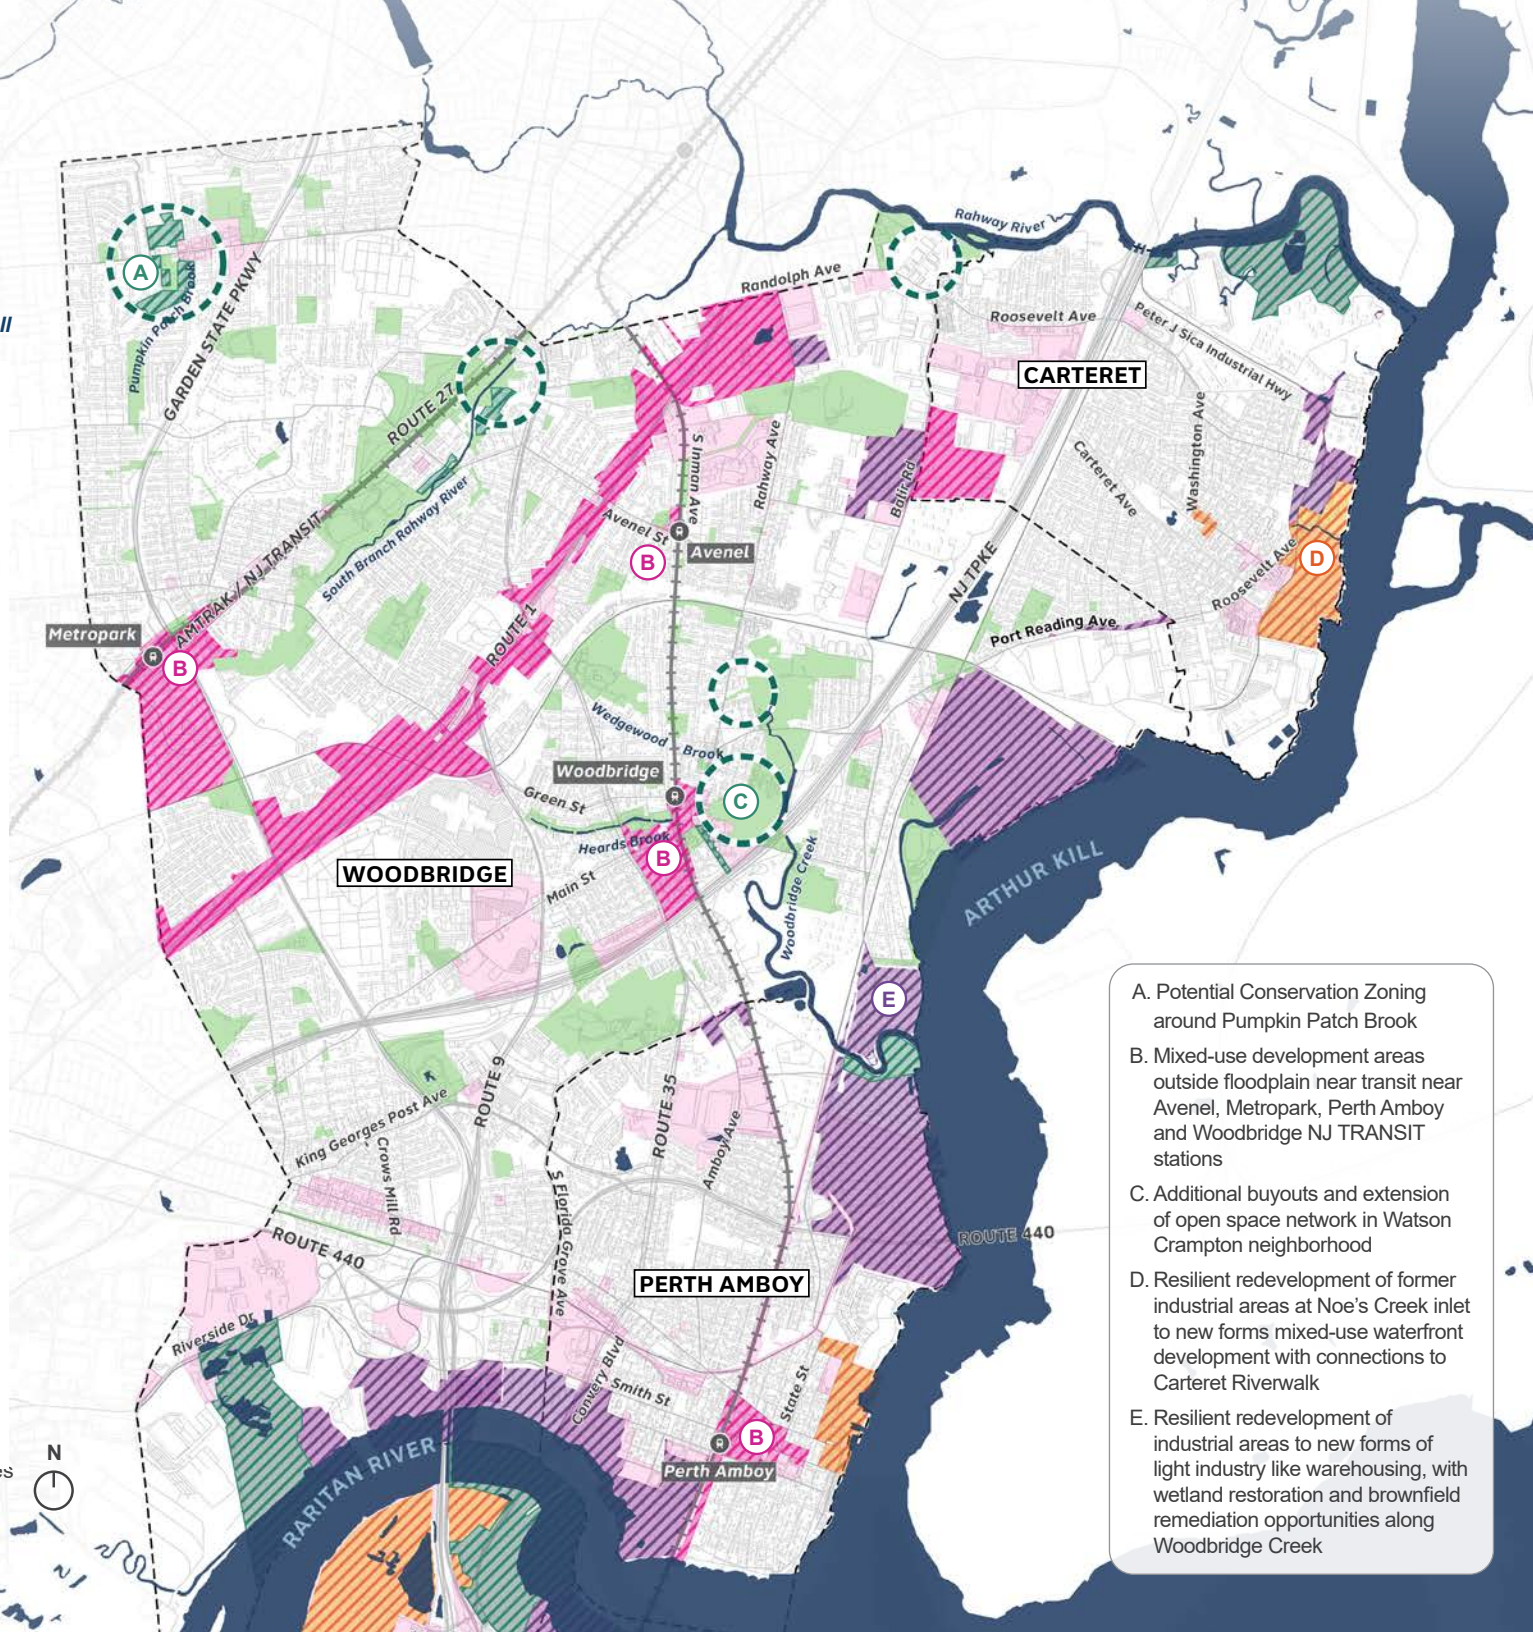 ll
Rahway River
Randolph Ave
Roosevelt Ave
Peter J Sica Industrial Hwy
CARTERET
A
Pumpkin Patch Brook
GARDEN STATE PKWY
ROUTE 27
S Inman Ave
Rahway Ave
Blair Rd
Carteret Ave
Washington Ave
Avenel St
B
Avenel
South Branch Rahway River
AMTRAK / NJ TRANSIT
NJ TPKE
Roosevelt Ave
D
Metropark
B
ROUTE 1
Port Reading Ave
Wedgewood Brook
Woodbridge
Green St
C
Heards Brook
B
WOODBRIDGE
Main St
Woodbridge Creek
ARTHUR KILL
E
ROUTE 9
ROUTE 35
King Georges Post Ave
Crows Mill Rd
Amboy Ave
S Florida Grove Ave
ROUTE 440
ROUTE 440
PERTH AMBOY
Riverside Dr
Convery Blvd
Smith St
State St
B
Perth Amboy
RARITAN RIVER
N
es
A. Potential Conservation Zoning
around Pumpkin Patch Brook
B. Mixed-use development areas
outside floodplain near transit near
Avenel, Metropark, Perth Amboy
and Woodbridge NJ TRANSIT
stations
C. Additional buyouts and extension
of open space network in Watson
Crampton neighborhood
D. Resilient redevelopment of former
industrial areas at Noe's Creek inlet
to new forms mixed-use waterfront
development with connections to
Carteret Riverwalk
E. Resilient redevelopment of
industrial areas to new forms of
light industry like warehousing, with
wetland restoration and brownfield
remediation opportunities along
Woodbridge Creek